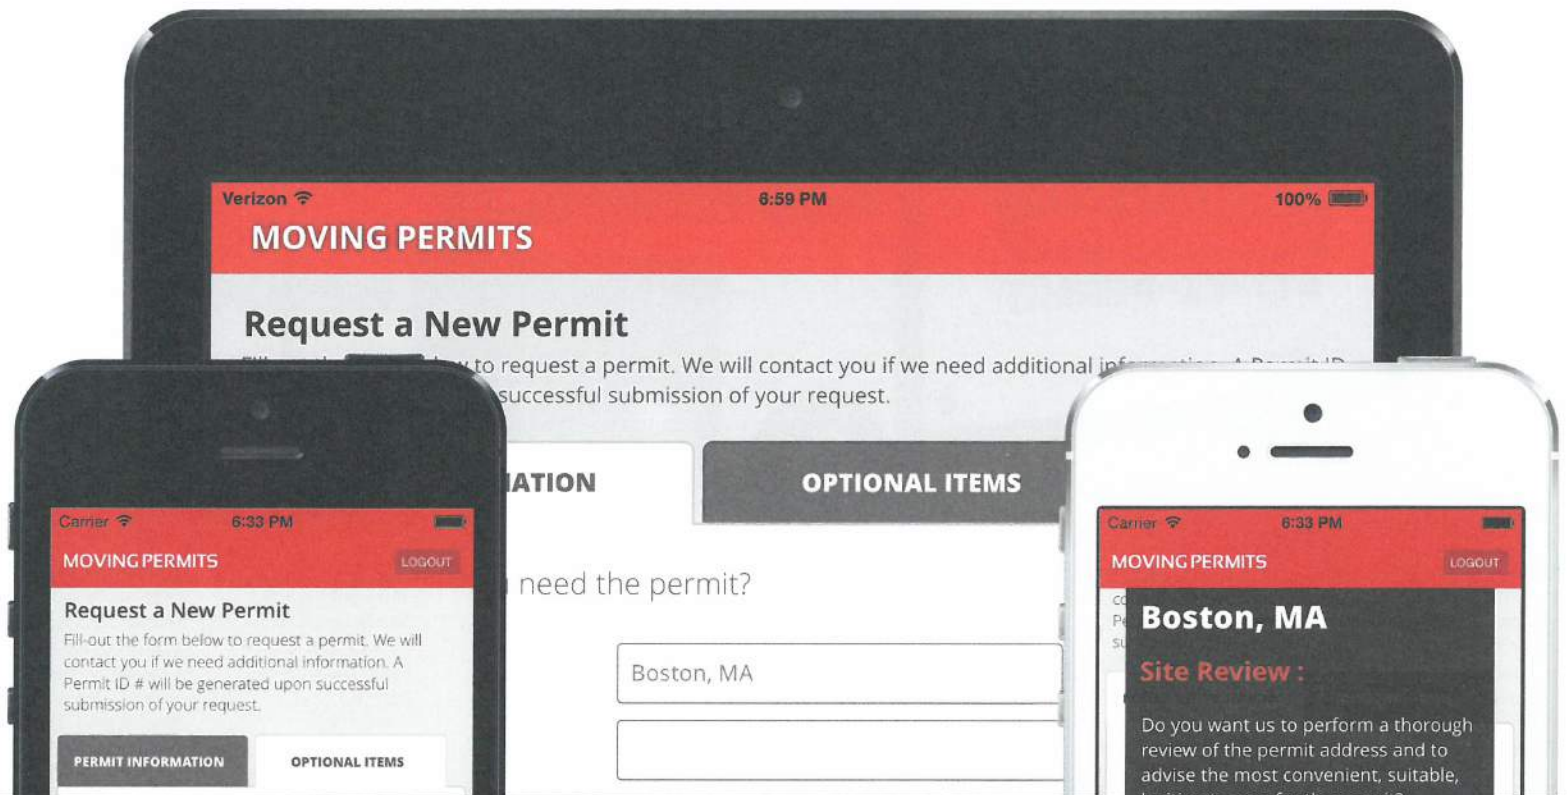 Verizon 6:59 PM 100%
MOVING PERMITS
Request a New Permit
to request a permit. We will contact you if we need additional
successful submission of your request.
OPTIONAL ITEMS
need the permit?
Boston, MA
Carrier 6:33 PM
MOVING PERMITS LOGOUT
Request a New Permit
Fill-out the form below to request a permit. We will
contact you if we need additional information. A
Permit ID # will be generated upon successful
submission of your request.
PERMIT INFORMATION OPTIONAL ITEMS
Carrier 6:33 PM
MOVING PERMITS LOGOUT
Boston, MA
Site Review :
Do you want us to perform a thorough
review of the permit address and to
advise the most convenient, suitable,